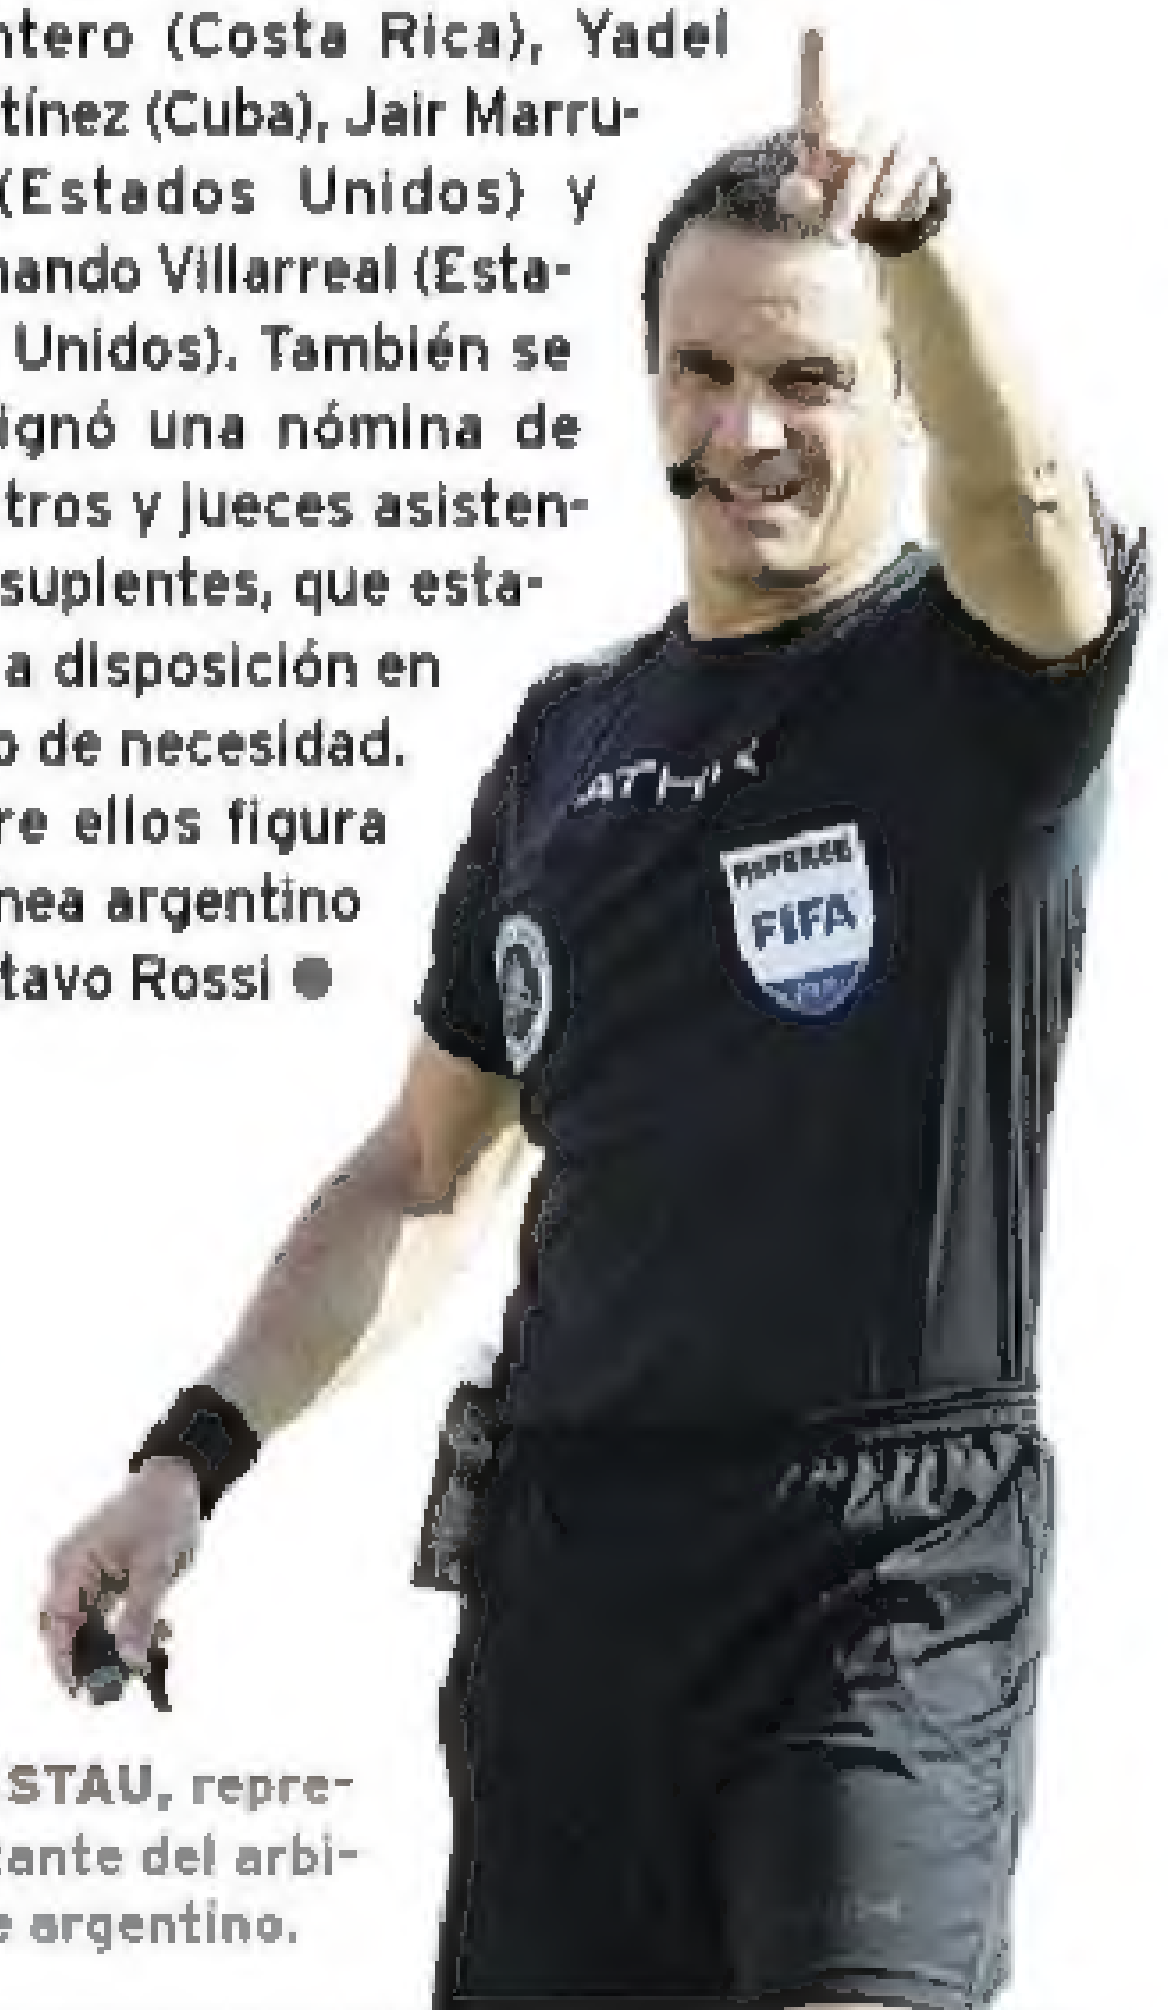 ntero (Costa Rica), Yadel
tínez (Cuba), Jair Marru-
(Estados Unidos) y
nando Villarreal (Esta-
Unidos). También se
ignó una nómina de
tros y jueces asisten-
suplentes, que esta-
a disposición en
o de necesidad.
re ellos figura
nea argentino
tavo Rossi ●
REFEREE
FIFA
STAU, repre-
tante del arbi-
e argentino.